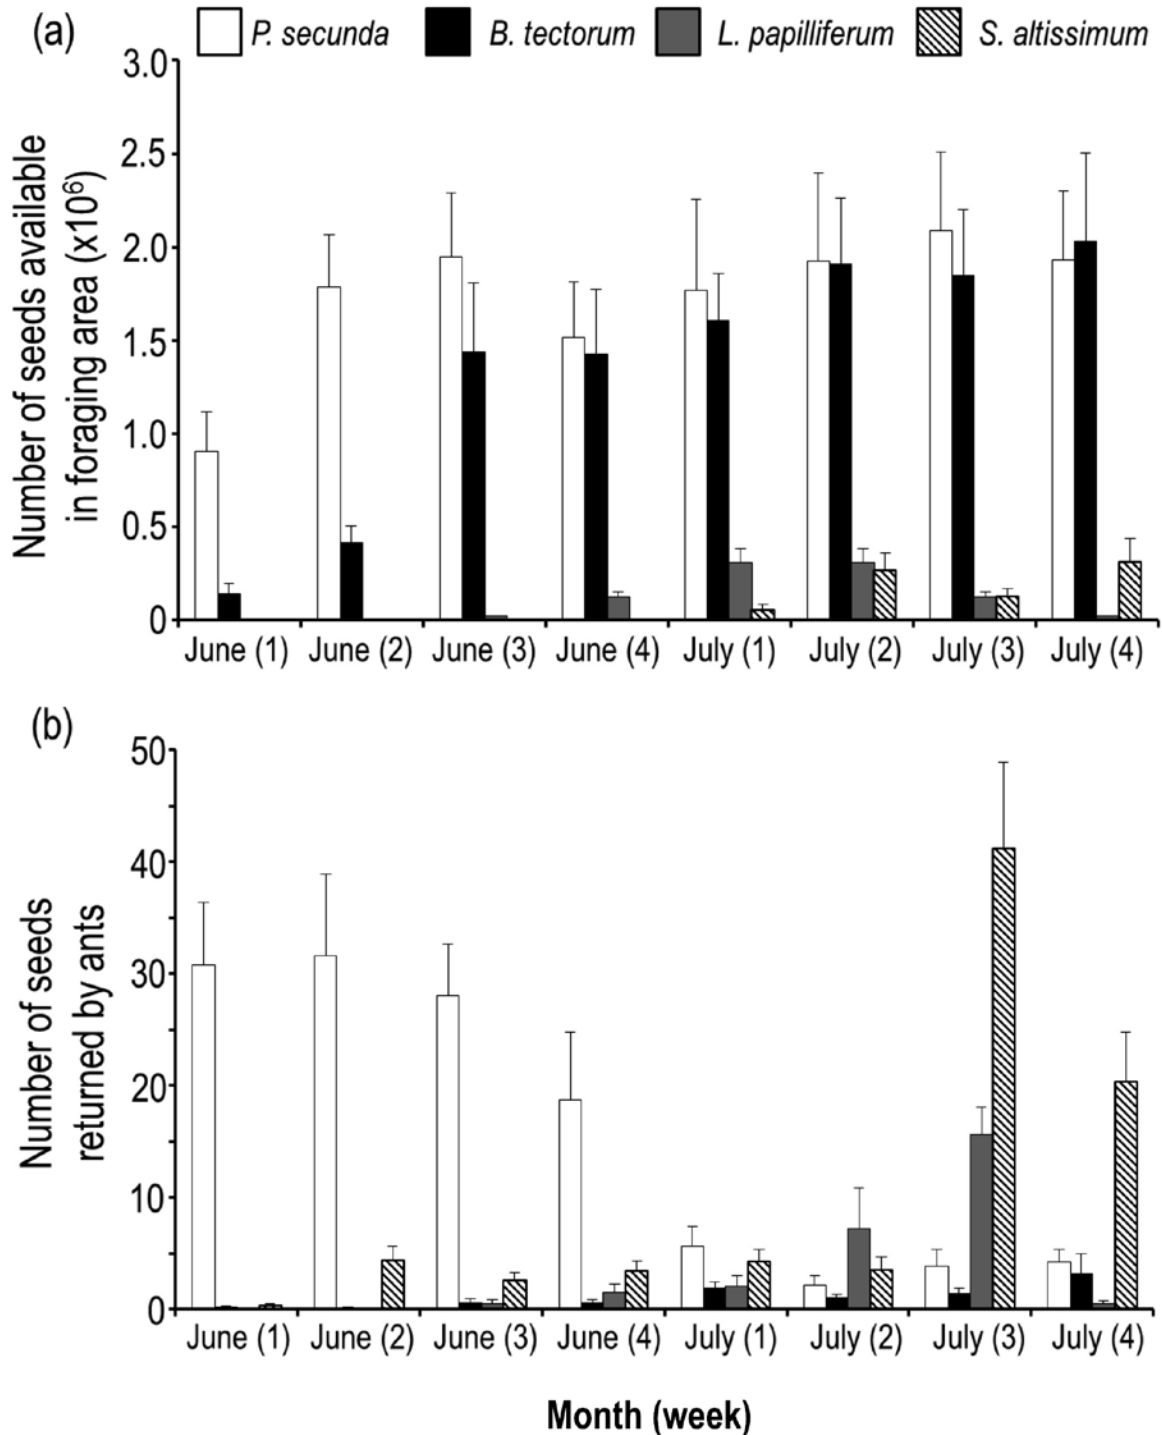 (a)
P. secunda B. tectorum L. papilliferum S. altissimum
Number of seeds available
in foraging area (x10⁶)
3.0
2.5
2.0
1.5
1.0
0.5
0
June (1) June (2) June (3) June (4) July (1) July (2) July (3) July (4)
(b)
Number of seeds
returned by ants
50
40
30
20
10
0
June (1) June (2) June (3) June (4) July (1) July (2) July (3) July (4)
Month (week)